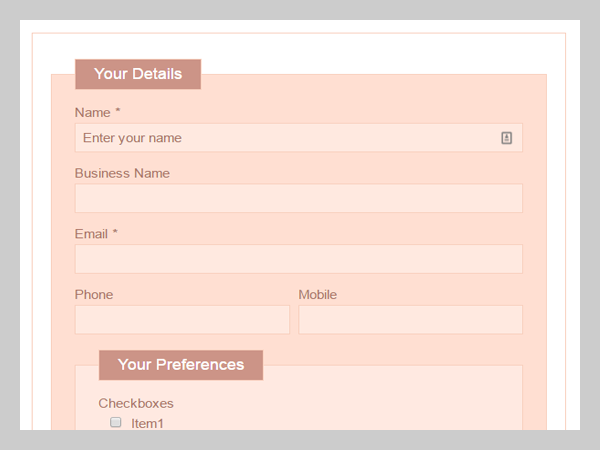 Your Details
Name *
Enter your name
Business Name
Email *
Phone Mobile
Your Preferences
Checkboxes
Item1